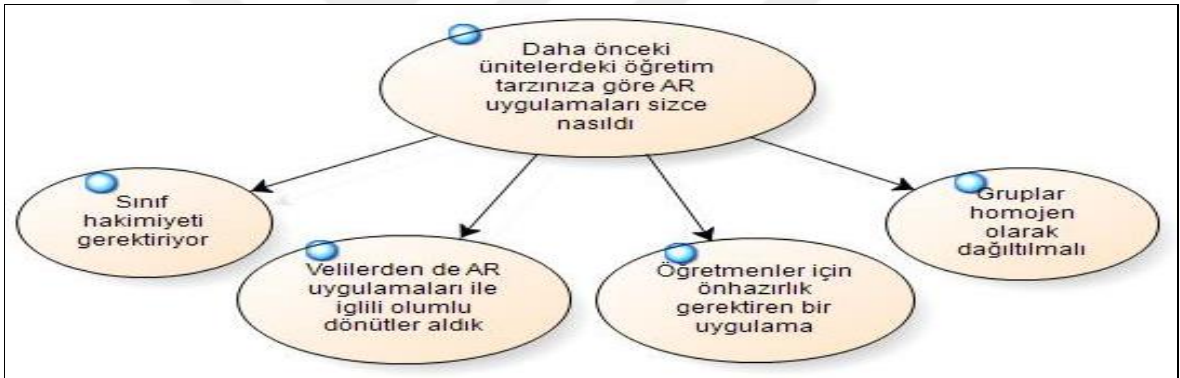 Daha önceki
ünitelerdeki öğretim
tarzınıza göre AR
uygulamaları sizce
nasıldı
Sınıf
hakimiyeti
gerektiriyor
Velilerden de AR
uygulamaları ile
iglili olumlu
dönütler aldık
Öğretmenler için
önhazırlık
gerektiren bir
uygulama
Gruplar
homojen
olarak
dağıltılmalı